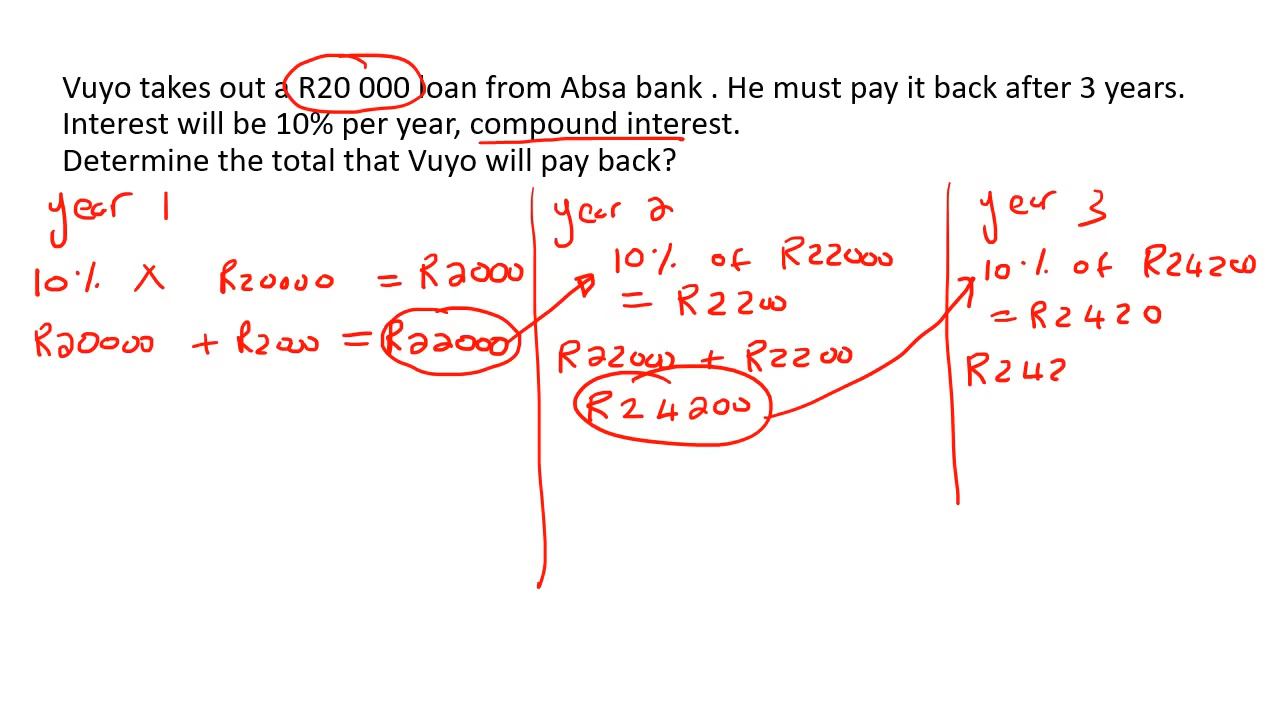 Vuyo takes out a R20 000 loan from Absa bank . He must pay it back after 3 years.
Interest will be 10% per year, compound interest.
Determine the total that Vuyo will pay back?
year 1
10% X R20000 = R2000
R20000 + R2000 = R22000
year 2
10% of R22000
= R2200
R22000 + R2200
R24200
year 3
10% of R24200
= R2420
R242